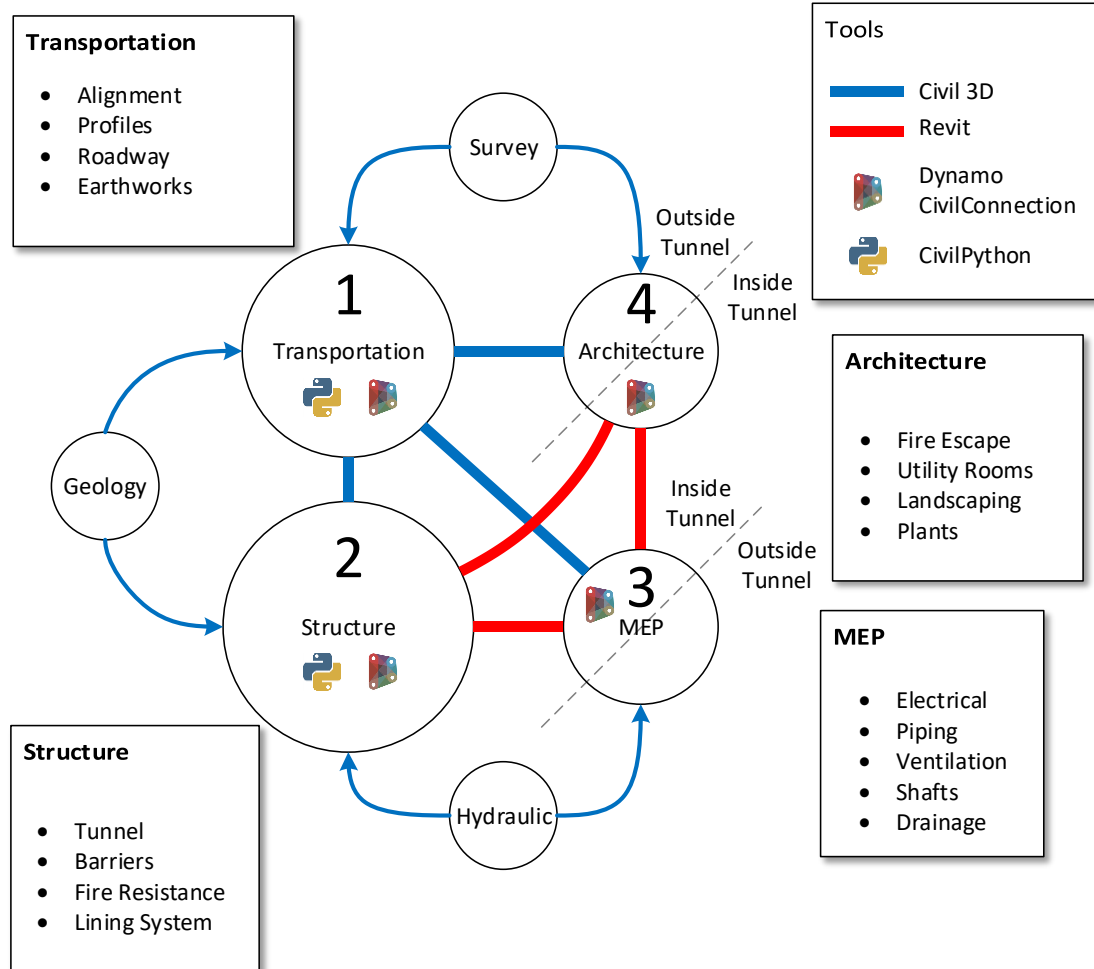 Transportation
• Alignment
• Profiles
• Roadway
• Earthworks
Tools
Civil 3D
Revit
Dynamo
CivilConnection
CivilPython
Survey
Outside
Tunnel
Inside
Tunnel
1
Transportation
4
Architecture
Architecture
• Fire Escape
• Utility Rooms
• Landscaping
• Plants
Geology
Inside
Tunnel
Outside
Tunnel
2
Structure
3
MEP
MEP
• Electrical
• Piping
• Ventilation
• Shafts
• Drainage
Structure
• Tunnel
• Barriers
• Fire Resistance
• Lining System
Hydraulic